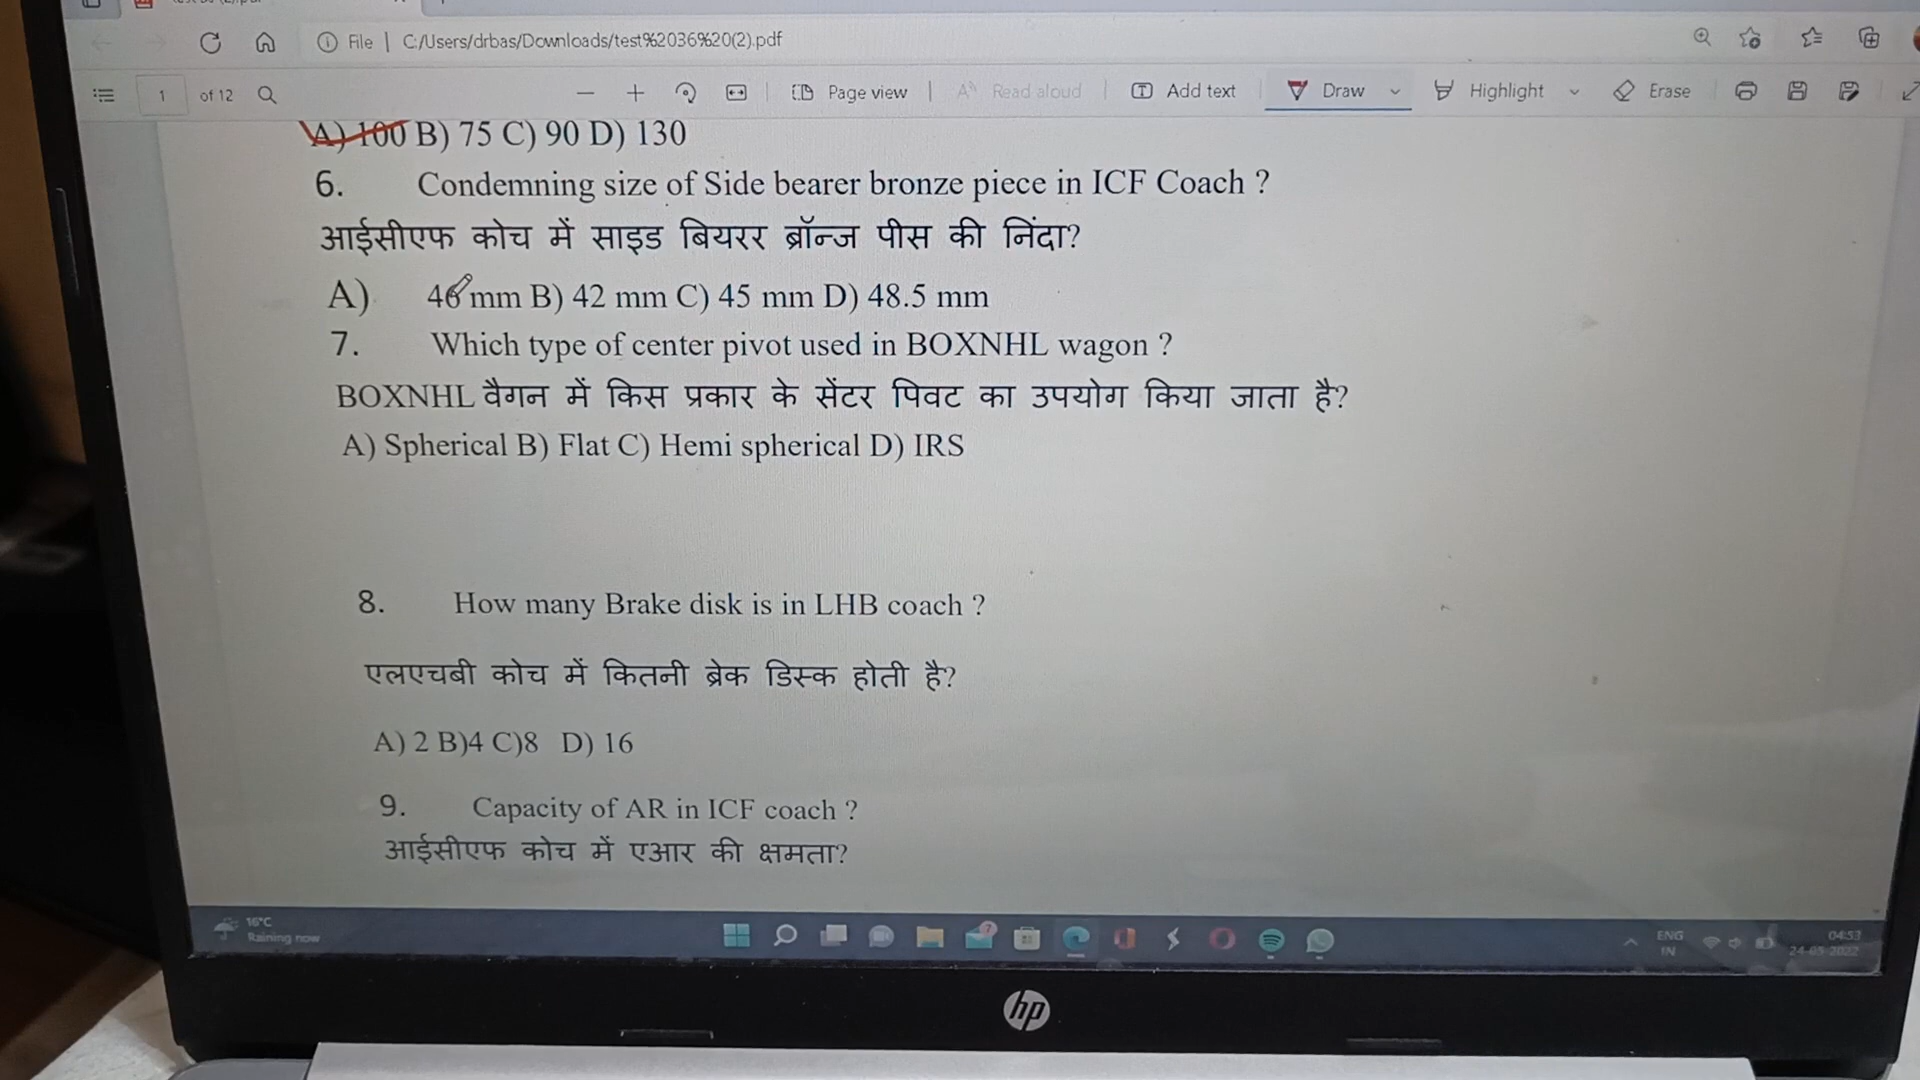 File | C:/Users/drbas/Downloads/test%2036%20(2).pdf
1 of 12 Page view | Read aloud Add text Draw Highlight Erase
A) 100 B) 75 C) 90 D) 130
6. Condemning size of Side bearer bronze piece in ICF Coach ?
आईसीएफ कोच में साइड बियरर ब्रॉन्ज पीस की निंदा?
A) 46 mm B) 42 mm C) 45 mm D) 48.5 mm
7. Which type of center pivot used in BOXNHL wagon ?
BOXNHL वैगन में किस प्रकार के सेंटर पिवट का उपयोग किया जाता है?
A) Spherical B) Flat C) Hemi spherical D) IRS
8. How many Brake disk is in LHB coach ?
एलएचबी कोच में कितनी ब्रेक डिस्क होती है?
A) 2 B)4 C)8 D) 16
9. Capacity of AR in ICF coach ?
आईसीएफ कोच में एआर की क्षमता?
16°C
Raining now
ENG
IN
04:53
24-05-2022
hp